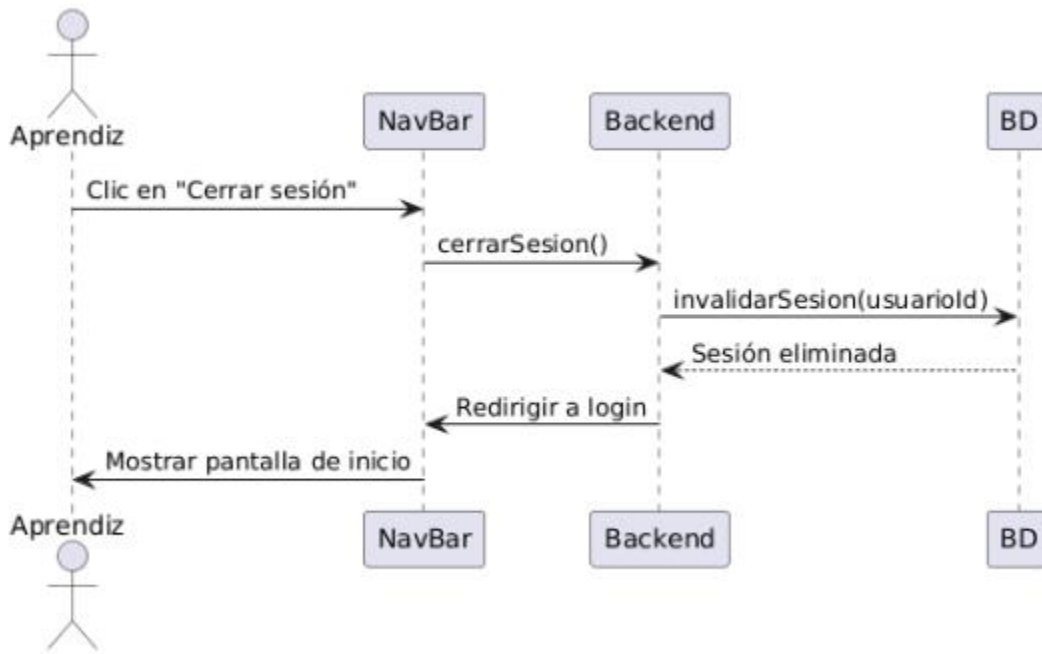 Aprendiz
NavBar
Backend
BD
Clic en "Cerrar sesión"
cerrarSesion()
invalidarSesion(usuarioId)
Sesión eliminada
Redirigir a login
Mostrar pantalla de inicio
Aprendiz
NavBar
Backend
BD